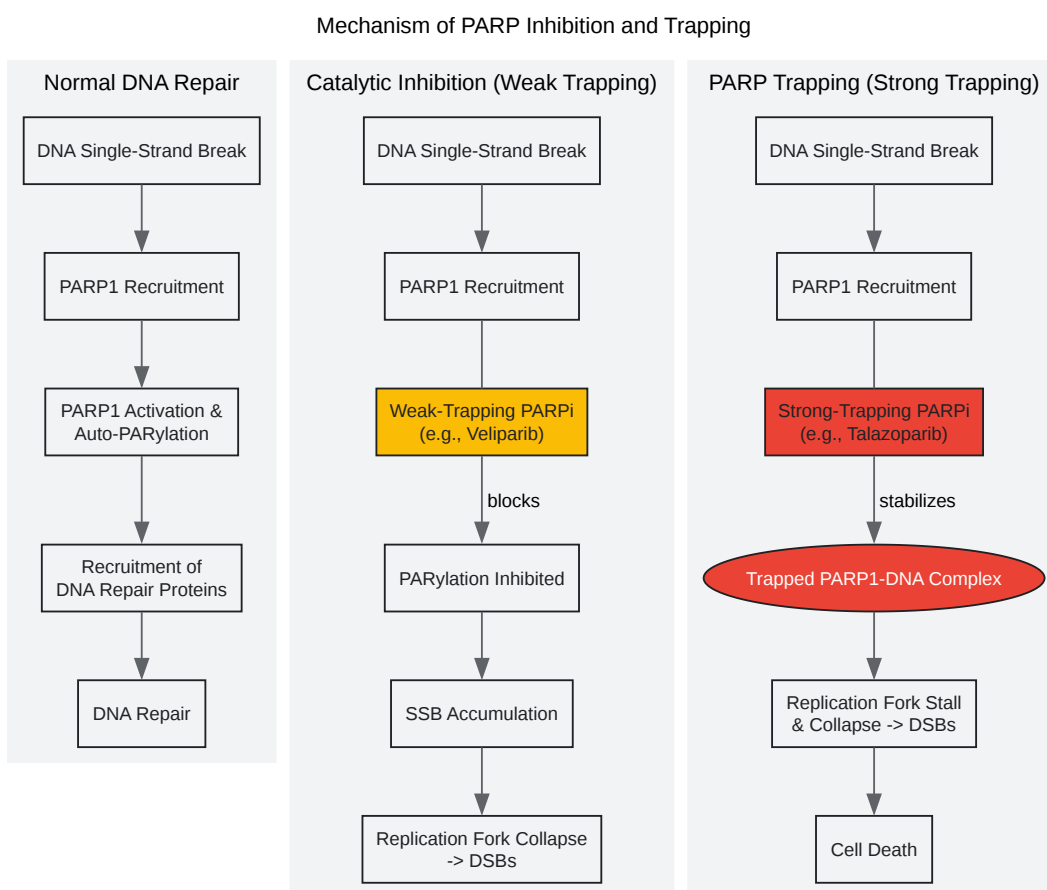 Mechanism of PARP Inhibition and Trapping
Normal DNA Repair
DNA Single-Strand Break
PARP1 Recruitment
PARP1 Activation &
Auto-PARylation
Recruitment of
DNA Repair Proteins
DNA Repair
Catalytic Inhibition (Weak Trapping)
DNA Single-Strand Break
PARP1 Recruitment
Weak-Trapping PARPi
(e.g., Veliparib)
blocks
PARylation Inhibited
SSB Accumulation
Replication Fork Collapse
-> DSBs
PARP Trapping (Strong Trapping)
DNA Single-Strand Break
PARP1 Recruitment
Strong-Trapping PARPi
(e.g., Talazoparib)
stabilizes
Trapped PARP1-DNA Complex
Replication Fork Stall
& Collapse -> DSBs
Cell Death